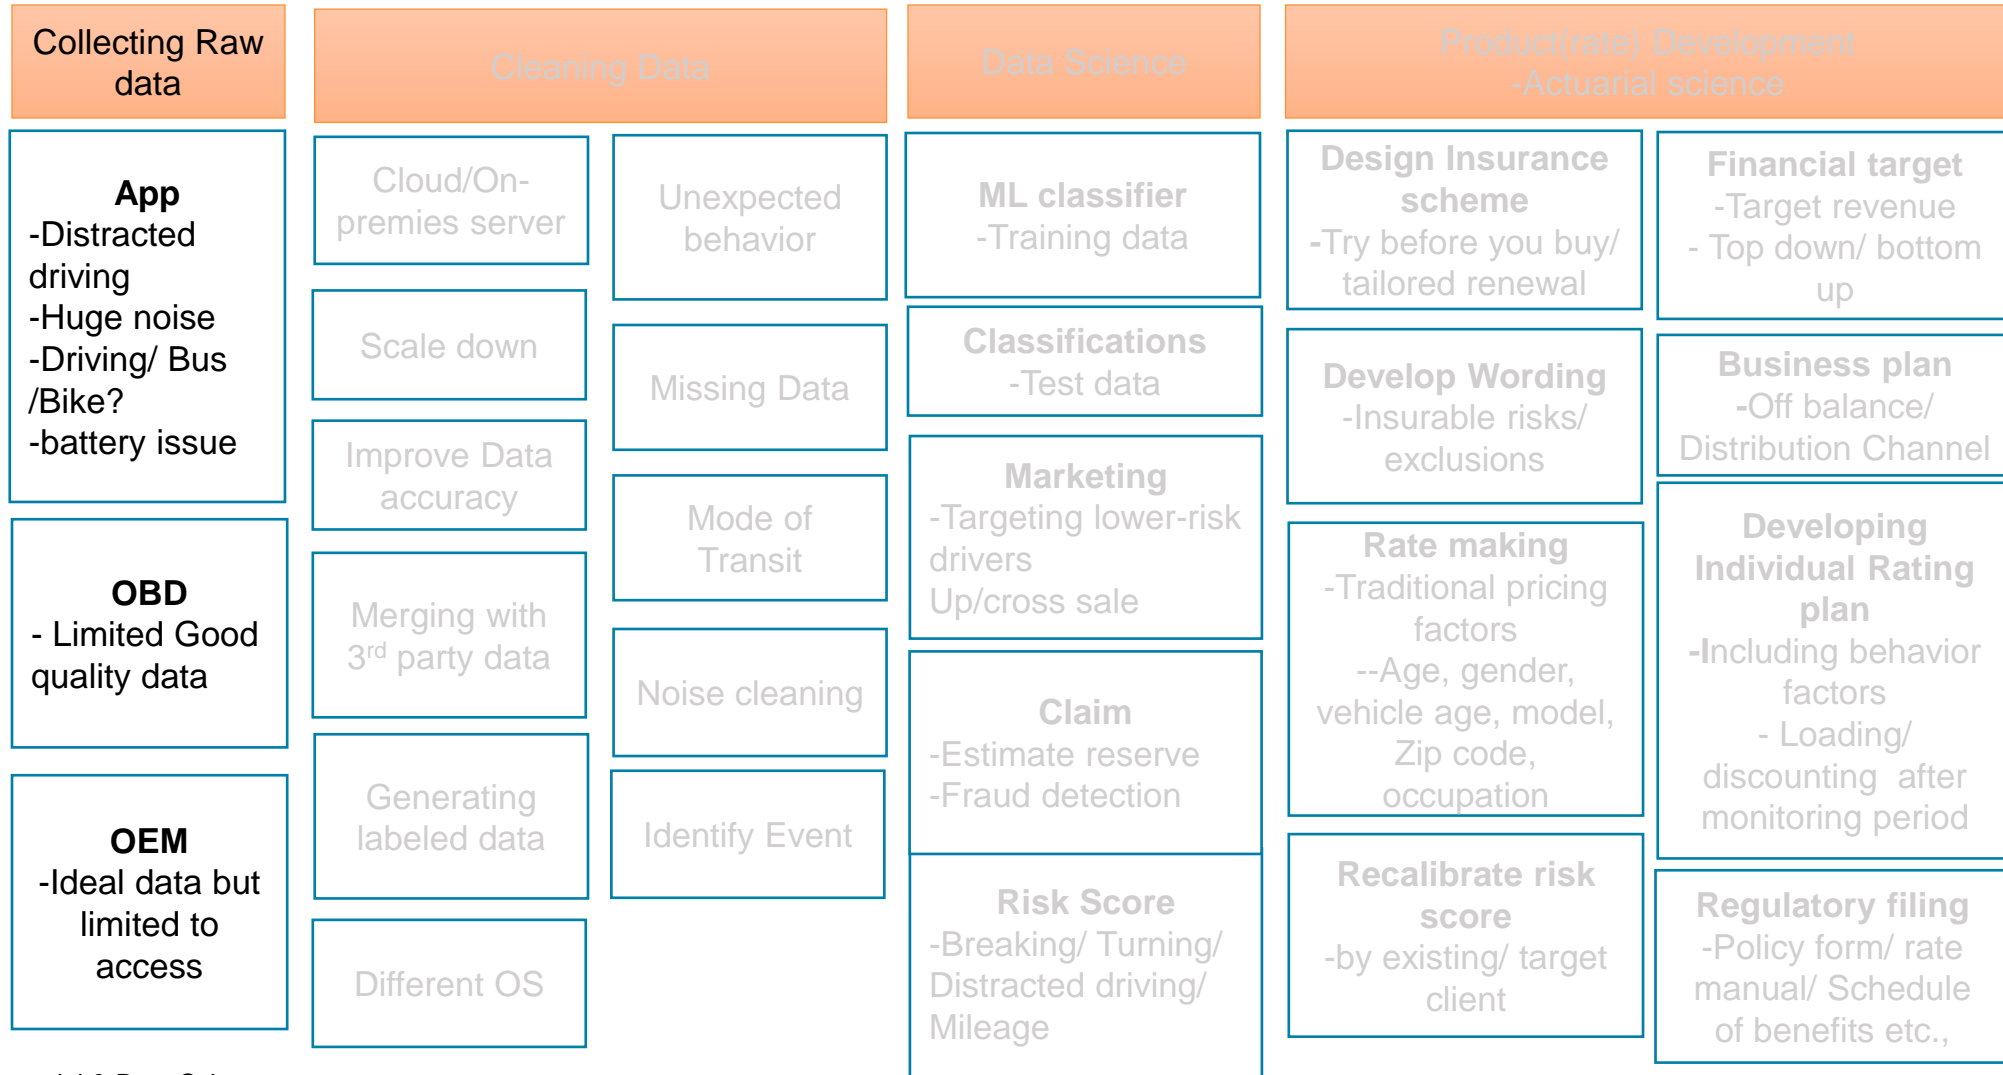 Collecting Raw
data
App
-Distracted
driving
-Huge noise
-Driving/ Bus
/Bike?
-battery issue
OBD
- Limited Good
quality data
OEM
-Ideal data but
limited to
access
Cleaning Data
Cloud/On-
premies server
Scale down
Improve Data
accuracy
Merging with
3rd party data
Generating
labeled data
Different OS
Unexpected
behavior
Missing Data
Mode of
Transit
Noise cleaning
Identify Event
Data Science
ML classifier
-Training data
Classifications
-Test data
Marketing
-Targeting lower-risk
drivers
Up/cross sale
Claim
-Estimate reserve
-Fraud detection
Risk Score
-Breaking/ Turning/
Distracted driving/
Mileage
Product(rate) Development
-Actuarial science
Design Insurance
scheme
-Try before you buy/
tailored renewal
Develop Wording
-Insurable risks/
exclusions
Rate making
-Traditional pricing
factors
--Age, gender,
vehicle age, model,
Zip code,
occupation
Recalibrate risk
score
-by existing/ target
client
Financial target
-Target revenue
- Top down/ bottom
up
Business plan
-Off balance/
Distribution Channel
Developing
Individual Rating
plan
-Including behavior
factors
- Loading/
discounting after
monitoring period
Regulatory filing
-Policy form/ rate
manual/ Schedule
of benefits etc.,